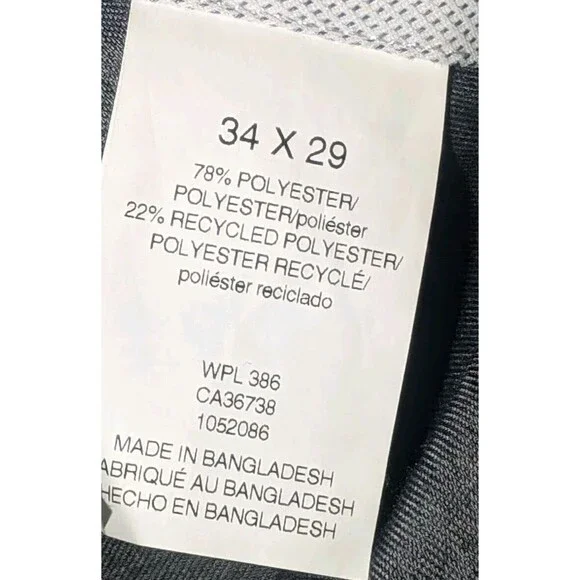 34 X 29
78% POLYESTER/
POLYESTER/poliéster
22% RECYCLED POLYESTER/
POLYESTER RECYCLÉ/
poliéster reciclado
WPL 386
CA36738
1052086
MADE IN BANGLADESH
ABRIQUÉ AU BANGLADESH
HECHO EN BANGLADESH